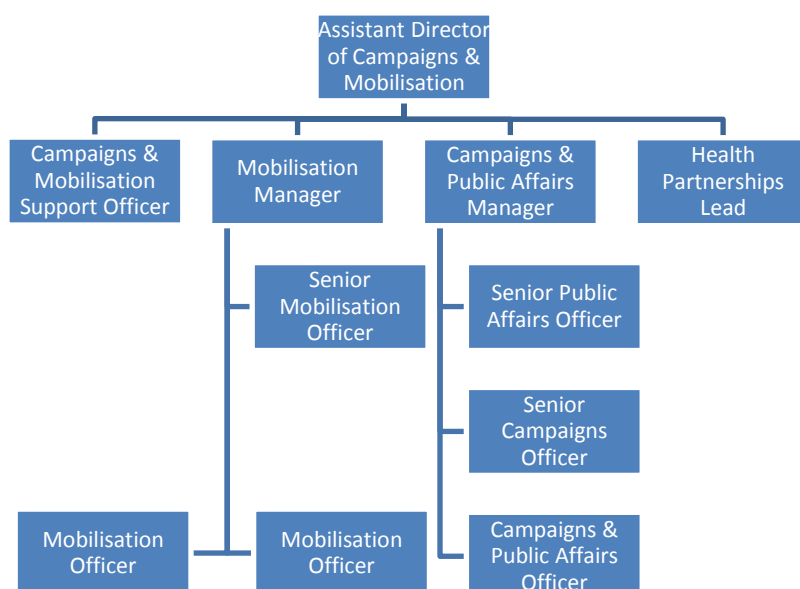 Assistant Director
of Campaigns &
Mobilisation
Campaigns &
Mobilisation
Support Officer
Mobilisation
Manager
Campaigns &
Public Affairs
Manager
Health
Partnerships
Lead
Senior
Mobilisation
Officer
Senior Public
Affairs Officer
Senior
Campaigns
Officer
Mobilisation
Officer
Mobilisation
Officer
Campaigns &
Public Affairs
Officer